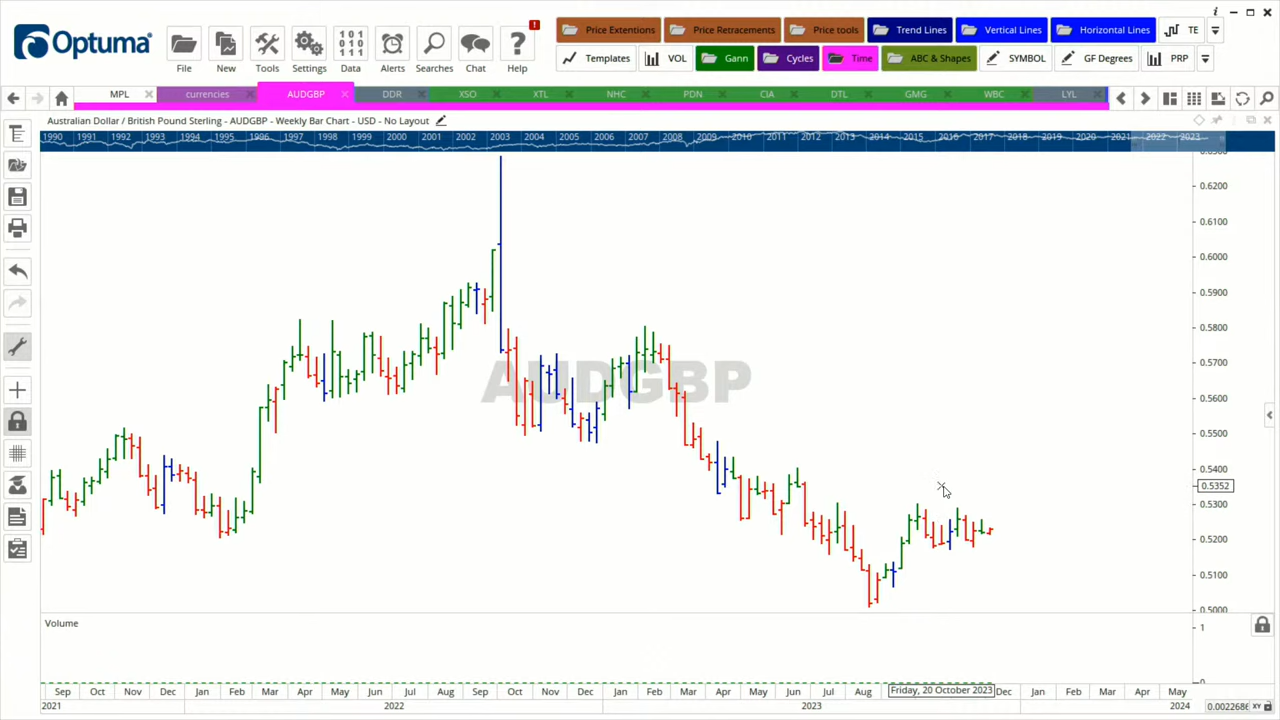 Optuma
File
New
Tools
Settings
Data
Alerts
Searches
Chat
Help
Price Extentions
Price Retracements
Price tools
Trend Lines
Vertical Lines
Horizontal Lines
TE
Templates
VOL
Gann
Cycles
Time
ABC & Shapes
SYMBOL
GF Degrees
PRP
MPL
currencies
AUDGBP
DDR
XSO
XTL
NHC
PDN
CIA
DTL
GMG
WBC
LYL
Australian Dollar / British Pound Sterling - AUDGBP - Weekly Bar Chart - USD - No Layout
1990 1991 1992 1993 1994 1995 1996 1997 1998 1999 2000 2001 2002 2003 2004 2005 2006 2007 2008 2009 2010 2011 2012 2013 2014 2015 2016 2017 2018 2019 2020 2021 2022 2023
0.6200
0.6100
0.6000
0.5900
0.5800
0.5700
AUDGBP
0.5600
0.5500
0.5400
0.5352
0.5300
0.5200
0.5100
0.5000
Volume
1
0
Sep Oct Nov Dec Jan Feb Mar Apr May Jun Jul Aug Sep Oct Nov Dec Jan Feb Mar Apr May Jun Jul Aug Friday, 20 October 2023 Dec Jan Feb Mar Apr May
2021 2022 2023 2024
0.002268 XY